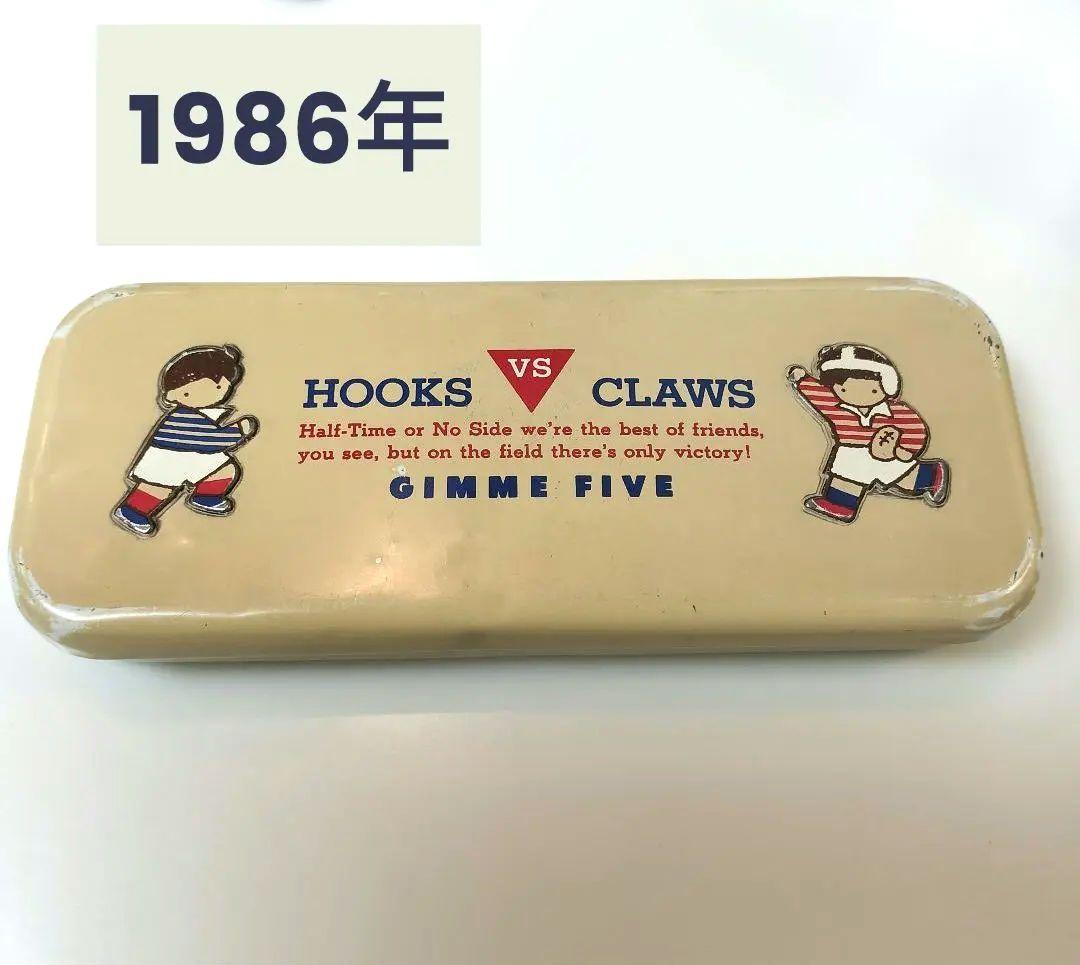 1986年
VS
HOOKS CLAWS
Half-Time or No Side we're the best of friends,
you see, but on the field there's only victory!
GIMME FIVE